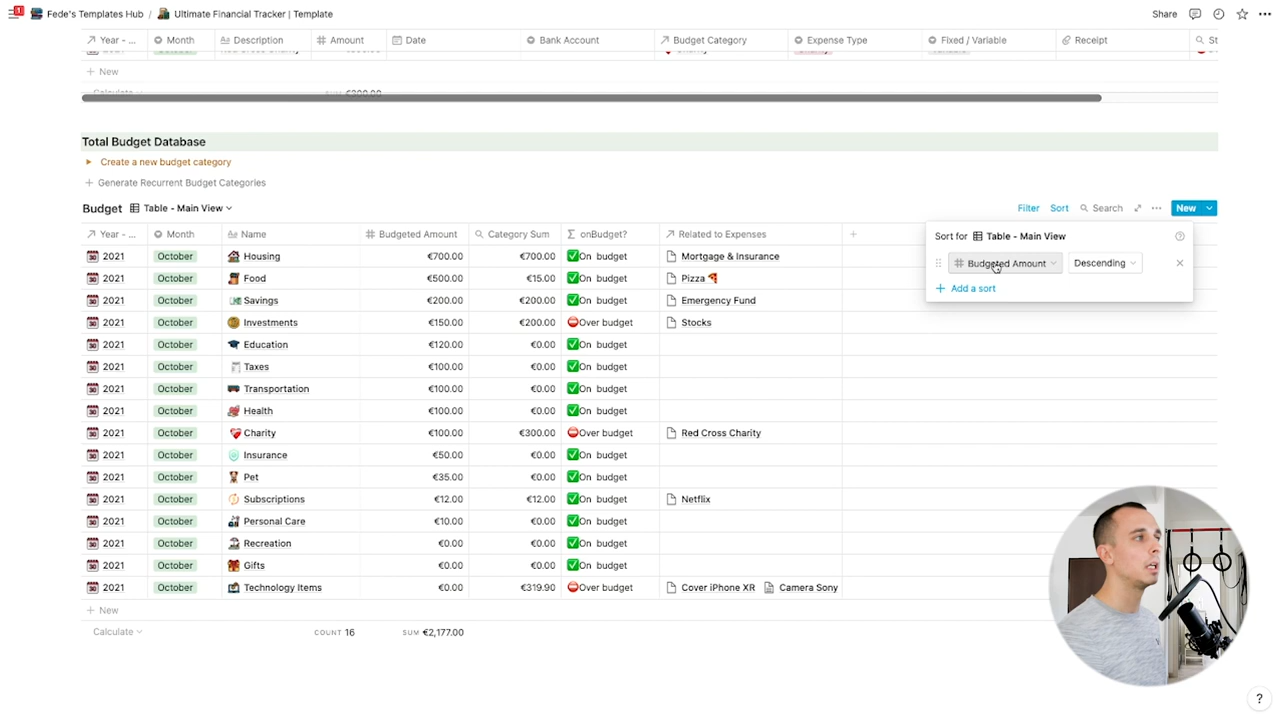 1 Fede's Templates Hub / Ultimate Financial Tracker | Template Share
Year - ... Month Description Amount Date Bank Account Budget Category Expense Type Fixed / Variable Receipt St
October
+ New
Calculate SUM €300.00
Total Budget Database
Create a new budget category
+ Generate Recurrent Budget Categories
Budget Table - Main View Filter Sort Search New
Year - ... Month Name Budgeted Amount Category Sum onBudget? Related to Expenses +
Sort for Table - Main View
Budgeted Amount Descending
+ Add a sort
2021 October Housing €700.00 €700.00 On budget Mortgage & Insurance
2021 October Food €500.00 €15.00 On budget Pizza
2021 October Savings €200.00 €200.00 On budget Emergency Fund
2021 October Investments €150.00 €200.00 Over budget Stocks
2021 October Education €120.00 €0.00 On budget
2021 October Taxes €100.00 €0.00 On budget
2021 October Transportation €100.00 €0.00 On budget
2021 October Health €100.00 €0.00 On budget
2021 October Charity €100.00 €300.00 Over budget Red Cross Charity
2021 October Insurance €50.00 €0.00 On budget
2021 October Pet €35.00 €0.00 On budget
2021 October Subscriptions €12.00 €12.00 On budget Netflix
2021 October Personal Care €10.00 €0.00 On budget
2021 October Recreation €0.00 €0.00 On budget
2021 October Gifts €0.00 €0.00 On budget
2021 October Technology Items €0.00 €319.90 Over budget Cover iPhone XR Camera Sony
+ New
Calculate COUNT 16 SUM €2,177.00
?